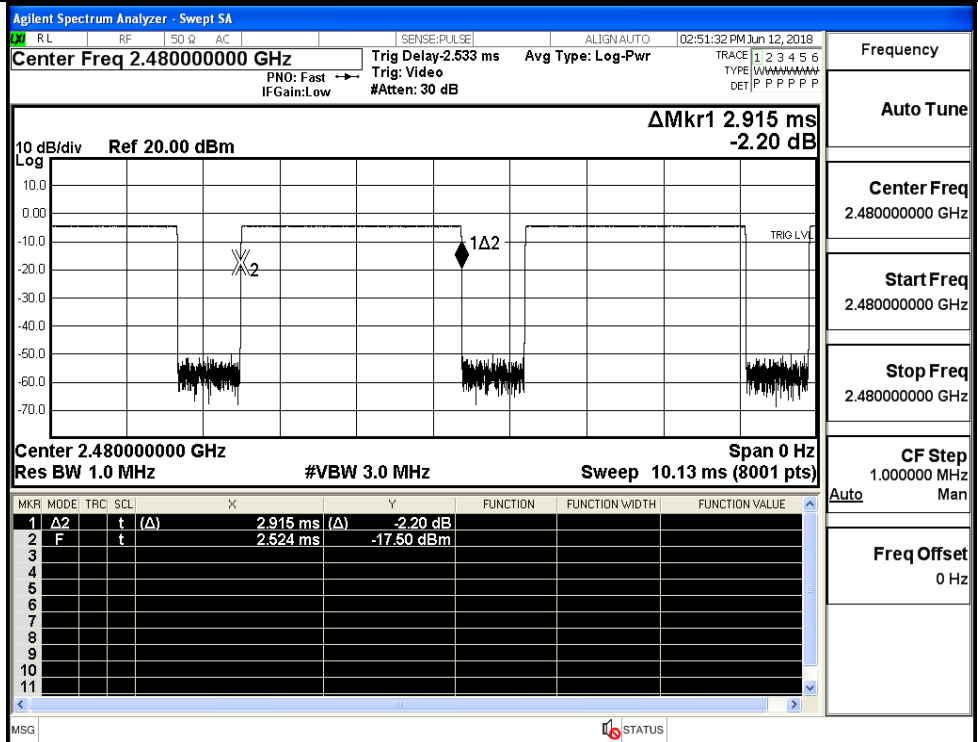 Agilent Spectrum Analyzer - Swept SA
LXI RL RF 50 Ω AC SENSE:PULSE ALIGN AUTO 02:51:32 PM Jun 12, 2018
Center Freq 2.480000000 GHz
PNO: Fast
IFGain:Low
Trig Delay-2.533 ms
Trig: Video
#Atten: 30 dB
Avg Type: Log-Pwr
TRACE 1 2 3 4 5 6
TYPE WWWWWW
DET P P P P P P
ΔMkr1 2.915 ms
-2.20 dB
10 dB/div Ref 20.00 dBm
Log
10.0
0.00
-10.0
-20.0
-30.0
-40.0
-50.0
-60.0
-70.0
TRIG LVL
1Δ2
2
Center 2.480000000 GHz Span 0 Hz
Res BW 1.0 MHz #VBW 3.0 MHz Sweep 10.13 ms (8001 pts)
MKR MODE TRC SCL X Y FUNCTION FUNCTION WIDTH FUNCTION VALUE
1 Δ2 t (Δ) 2.915 ms (Δ) -2.20 dB
2 F t 2.524 ms -17.50 dBm
3
4
5
6
7
8
9
10
11
MSG STATUS
Frequency
Auto Tune
Center Freq
2.480000000 GHz
Start Freq
2.480000000 GHz
Stop Freq
2.480000000 GHz
CF Step
1.000000 MHz
Auto Man
Freq Offset
0 Hz